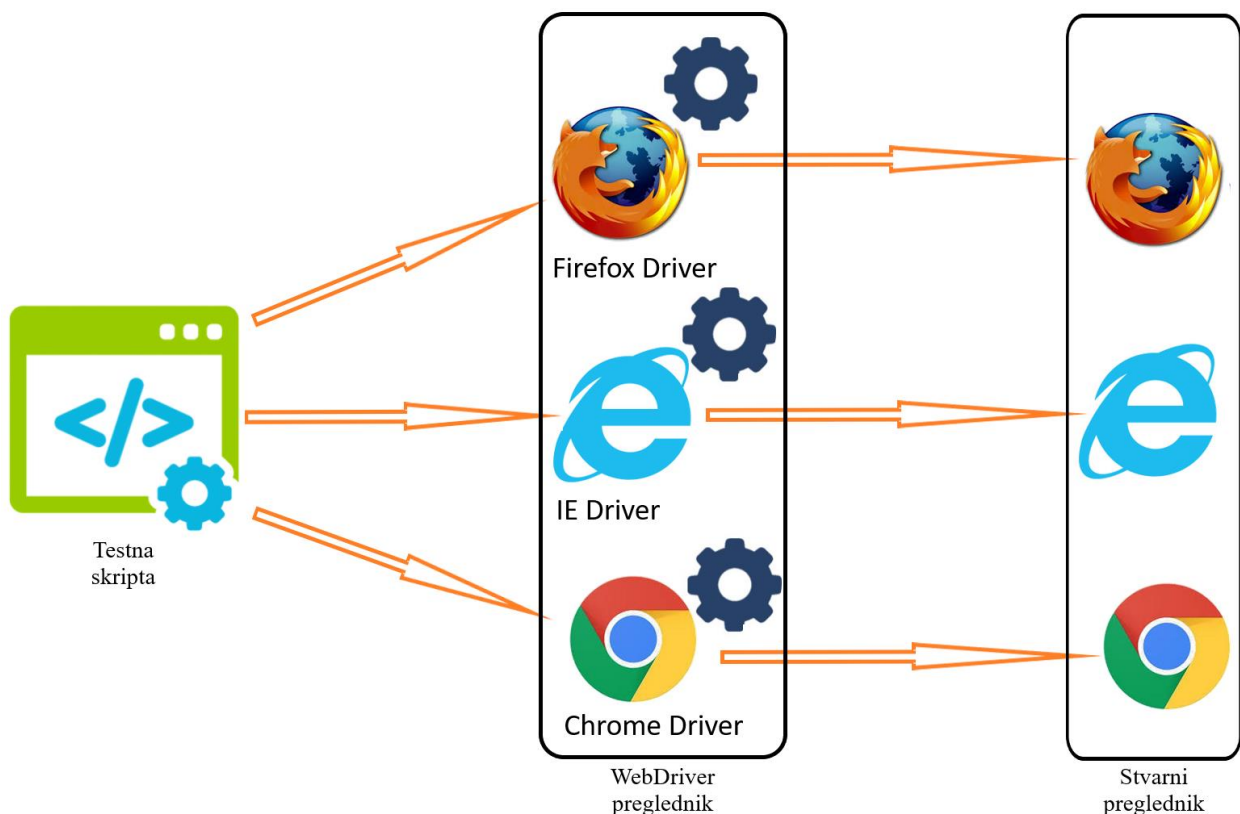 Firefox Driver
IE Driver
Chrome Driver
Testna
skripta
WebDriver
preglednik
Stvarni
preglednik